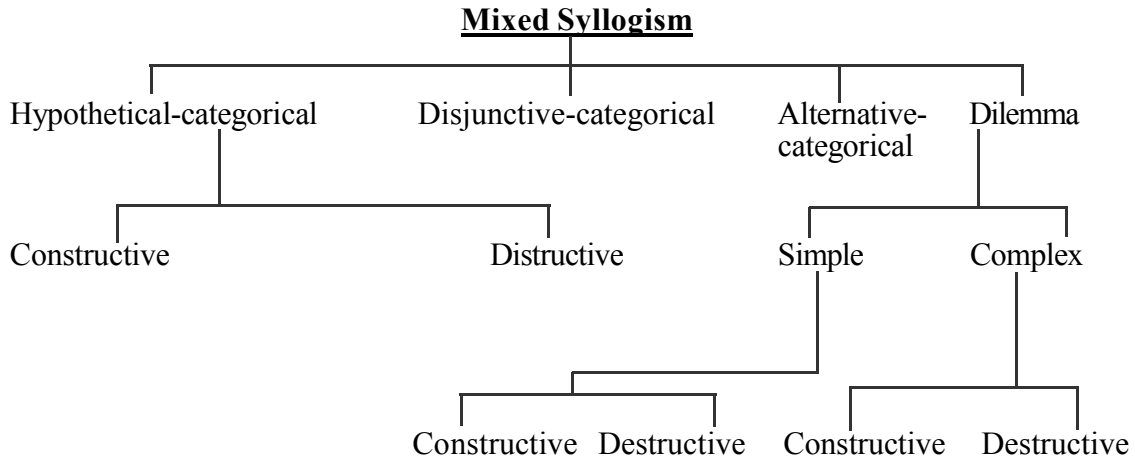 Mixed Syllogism
Hypothetical-categorical Disjunctive-categorical Alternative- Dilemma
categorical
Constructive Distructive Simple Complex
Constructive Destructive Constructive Destructive